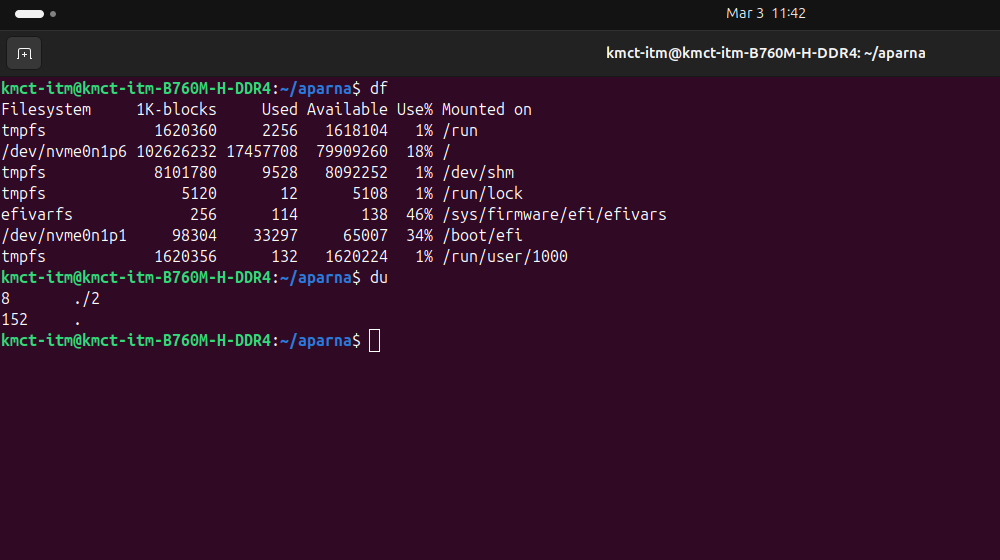 Mar 3 11:42
kmct-itm@kmct-itm-B760M-H-DDR4: ~/aparna
kmct-itm@kmct-itm-B760M-H-DDR4:~/aparna$ df
Filesystem     1K-blocks     Used Available Use% Mounted on
tmpfs            1620360     2256   1618104   1% /run
/dev/nvme0n1p6 102626232 17457708  79909260  18% /
tmpfs            8101780     9528   8092252   1% /dev/shm
tmpfs               5120       12      5108   1% /run/lock
efivarfs             256      114       138  46% /sys/firmware/efi/efivars
/dev/nvme0n1p1     98304    33297     65007  34% /boot/efi
tmpfs            1620356      132   1620224   1% /run/user/1000
kmct-itm@kmct-itm-B760M-H-DDR4:~/aparna$ du
8       ./2
152     .
kmct-itm@kmct-itm-B760M-H-DDR4:~/aparna$